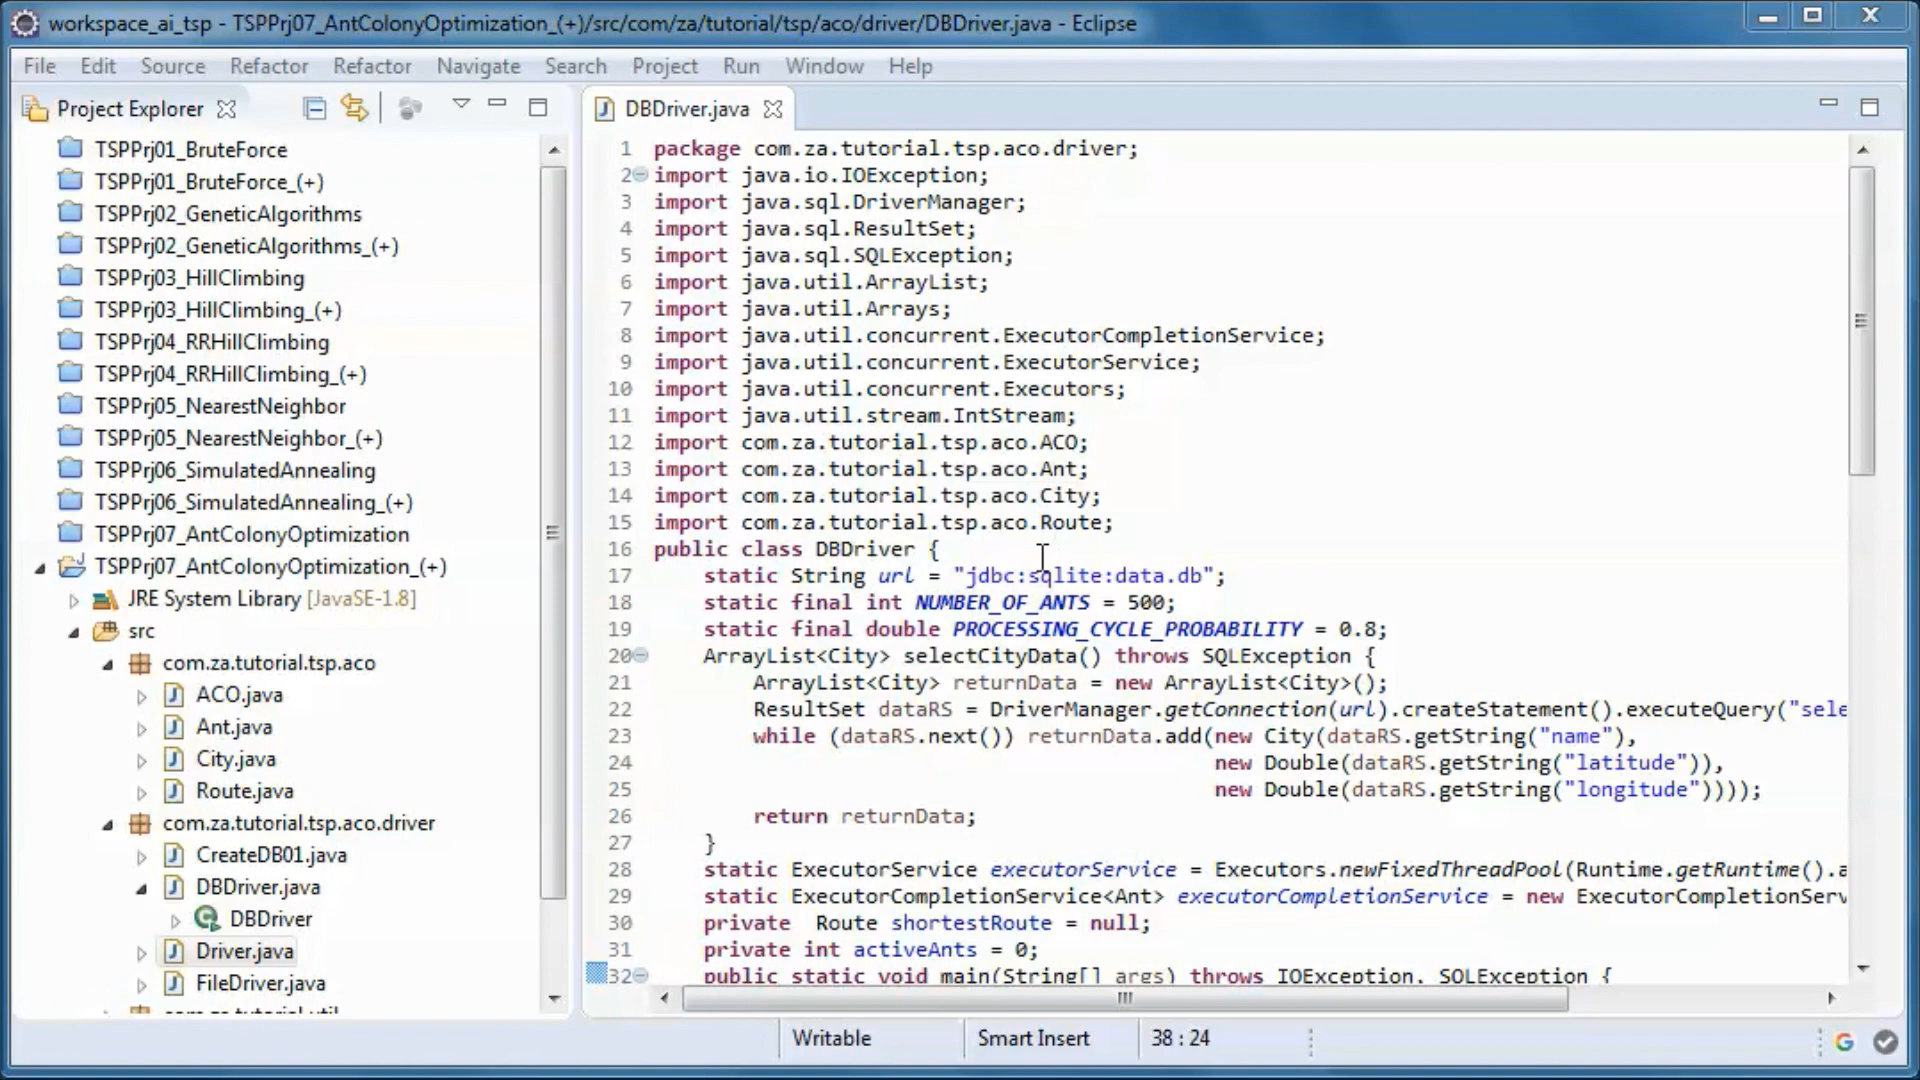 workspace_ai_tsp - TSPPrj07_AntColonyOptimization_(+)/src/com/za/tutorial/tsp/aco/driver/DBDriver.java - Eclipse
File Edit Source Refactor Refactor Navigate Search Project Run Window Help
Project Explorer
TSPPrj01_BruteForce
TSPPrj01_BruteForce_(+)
TSPPrj02_GeneticAlgorithms
TSPPrj02_GeneticAlgorithms_(+)
TSPPrj03_HillClimbing
TSPPrj03_HillClimbing_(+)
TSPPrj04_RRHillClimbing
TSPPrj04_RRHillClimbing_(+)
TSPPrj05_NearestNeighbor
TSPPrj05_NearestNeighbor_(+)
TSPPrj06_SimulatedAnnealing
TSPPrj06_SimulatedAnnealing_(+)
TSPPrj07_AntColonyOptimization
TSPPrj07_AntColonyOptimization_(+)
JRE System Library [JavaSE-1.8]
src
com.za.tutorial.tsp.aco
ACO.java
Ant.java
City.java
Route.java
com.za.tutorial.tsp.aco.driver
CreateDB01.java
DBDriver.java
DBDriver
Driver.java
FileDriver.java
DBDriver.java
1 package com.za.tutorial.tsp.aco.driver;
2 import java.io.IOException;
3 import java.sql.DriverManager;
4 import java.sql.ResultSet;
5 import java.sql.SQLException;
6 import java.util.ArrayList;
7 import java.util.Arrays;
8 import java.util.concurrent.ExecutorCompletionService;
9 import java.util.concurrent.ExecutorService;
10 import java.util.concurrent.Executors;
11 import java.util.stream.IntStream;
12 import com.za.tutorial.tsp.aco.ACO;
13 import com.za.tutorial.tsp.aco.Ant;
14 import com.za.tutorial.tsp.aco.City;
15 import com.za.tutorial.tsp.aco.Route;
16 public class DBDriver {
17 static String url = "jdbc:sqlite:data.db";
18 static final int NUMBER_OF_ANTS = 500;
19 static final double PROCESSING_CYCLE_PROBABILITY = 0.8;
20 ArrayList<City> selectCityData() throws SQLException {
21 ArrayList<City> returnData = new ArrayList<City>();
22 ResultSet dataRS = DriverManager.getConnection(url).createStatement().executeQuery("sele
23 while (dataRS.next()) returnData.add(new City(dataRS.getString("name"),
24 new Double(dataRS.getString("latitude")),
25 new Double(dataRS.getString("longitude"))));
26 return returnData;
27 }
28 static ExecutorService executorService = Executors.newFixedThreadPool(Runtime.getRuntime().a
29 static ExecutorCompletionService<Ant> executorCompletionService = new ExecutorCompletionServ
30 private Route shortestRoute = null;
31 private int activeAnts = 0;
32 public static void main(String[] args) throws IOException, SQLException {
Writable Smart Insert 38 : 24